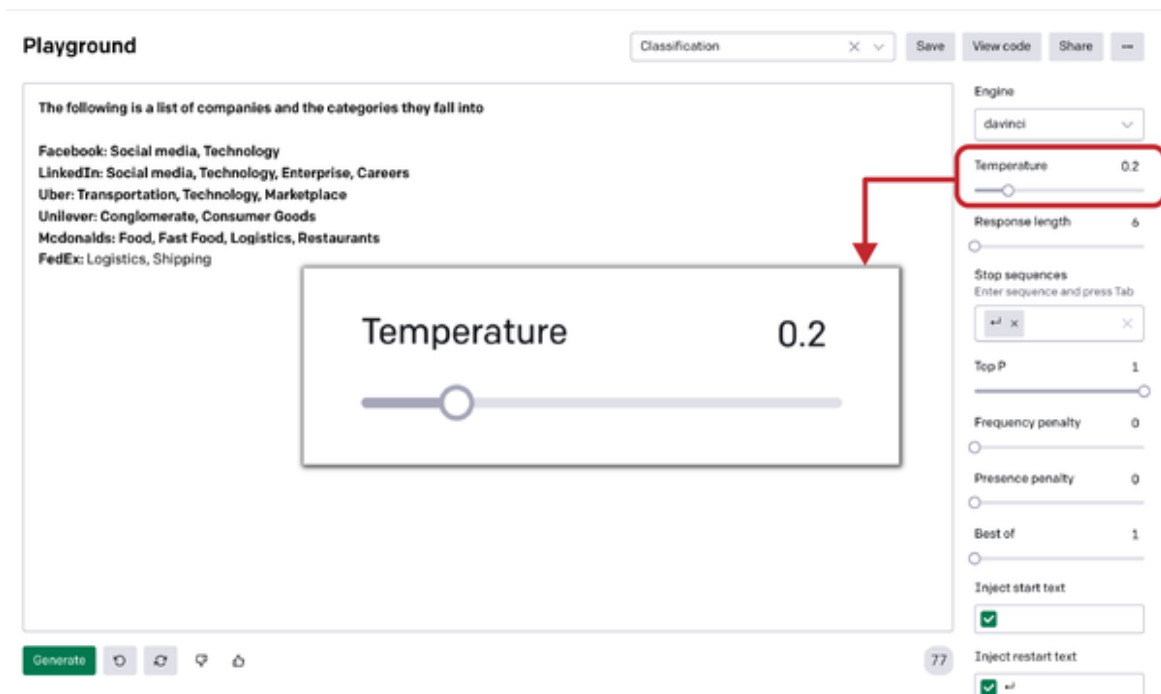 Playground
Classification
Save
View code
Share
The following is a list of companies and the categories they fall into
Facebook: Social media, Technology
LinkedIn: Social media, Technology, Enterprise, Careers
Uber: Transportation, Technology, Marketplace
Unilever: Conglomerate, Consumer Goods
Mcdonalds: Food, Fast Food, Logistics, Restaurants
FedEx: Logistics, Shipping
Temperature 0.2
Engine
davinci
Temperature 0.2
Response length 6
Stop sequences
Enter sequence and press Tab
↵ ×
Top P 1
Frequency penalty 0
Presence penalty 0
Best of 1
Inject start text
Inject restart text
↵
Generate
77